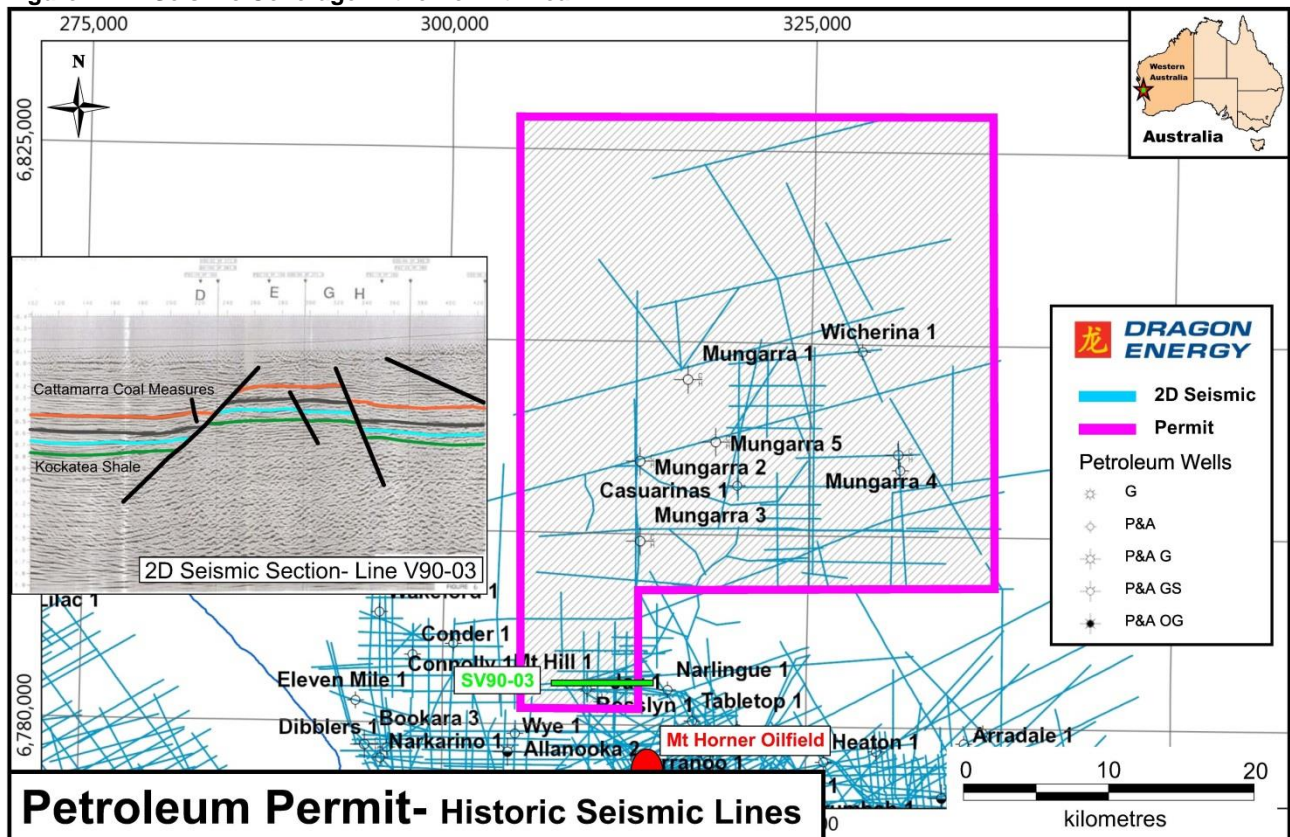 275,000
300,000
325,000
N
6,825,000
Western
Australia
Australia
D
E
G
H
Cattamarra Coal Measures
Kockatea Shale
2D Seismic Section- Line V90-03
Wicherina 1
Mungarra 1
Mungarra 5
Mungarra 2
Mungarra 4
Casuarinas 1
Mungarra 3
龙
DRAGON
ENERGY
2D Seismic
Permit
Petroleum Wells
G
P&A
P&A G
P&A GS
P&A OG
Conder 1
Connolly 1
Mt Hill 1
Eleven Mile 1
SV90-03
Narlingue 1
Tabletop 1
6,780,000
Dibblers 1
Bookara 3
Wye 1
Narkarino 1
Allanooka 2
Mt Horner Oilfield
Heaton 1
Arradale 1
0
10
20
kilometres
Petroleum Permit- Historic Seismic Lines